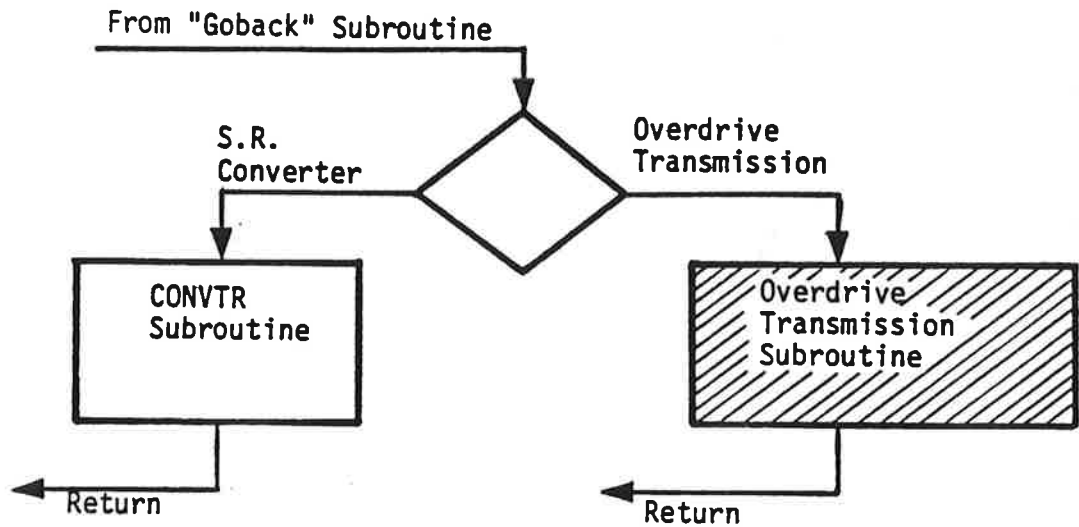 From "Goback" Subroutine
S.R.
Converter
Overdrive
Transmission
CONVTR
Subroutine
Overdrive
Transmission
Subroutine
Return
Return